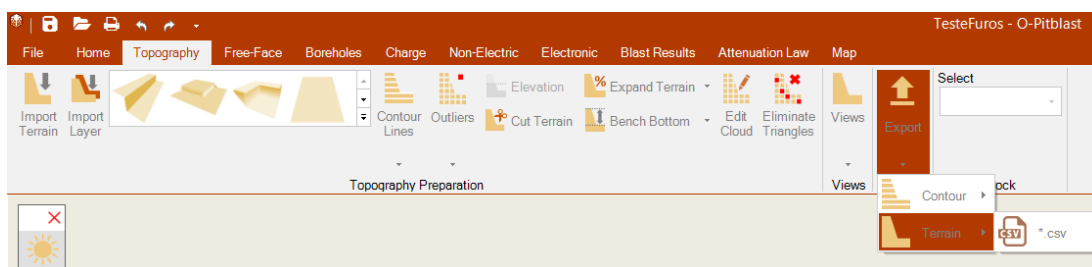 TesteFuros - O-Pitblast
File Home Topography Free-Face Boreholes Charge Non-Electric Electronic Blast Results Attenuation Law Map
Import Terrain
Import Layer
Contour Lines
Outliers
Elevation
Cut Terrain
% Expand Terrain
Bench Bottom
Edit Cloud
Eliminate Triangles
Views
Export
Select
Topography Preparation
Views
ock
Contour
Terrain
CSV *.csv